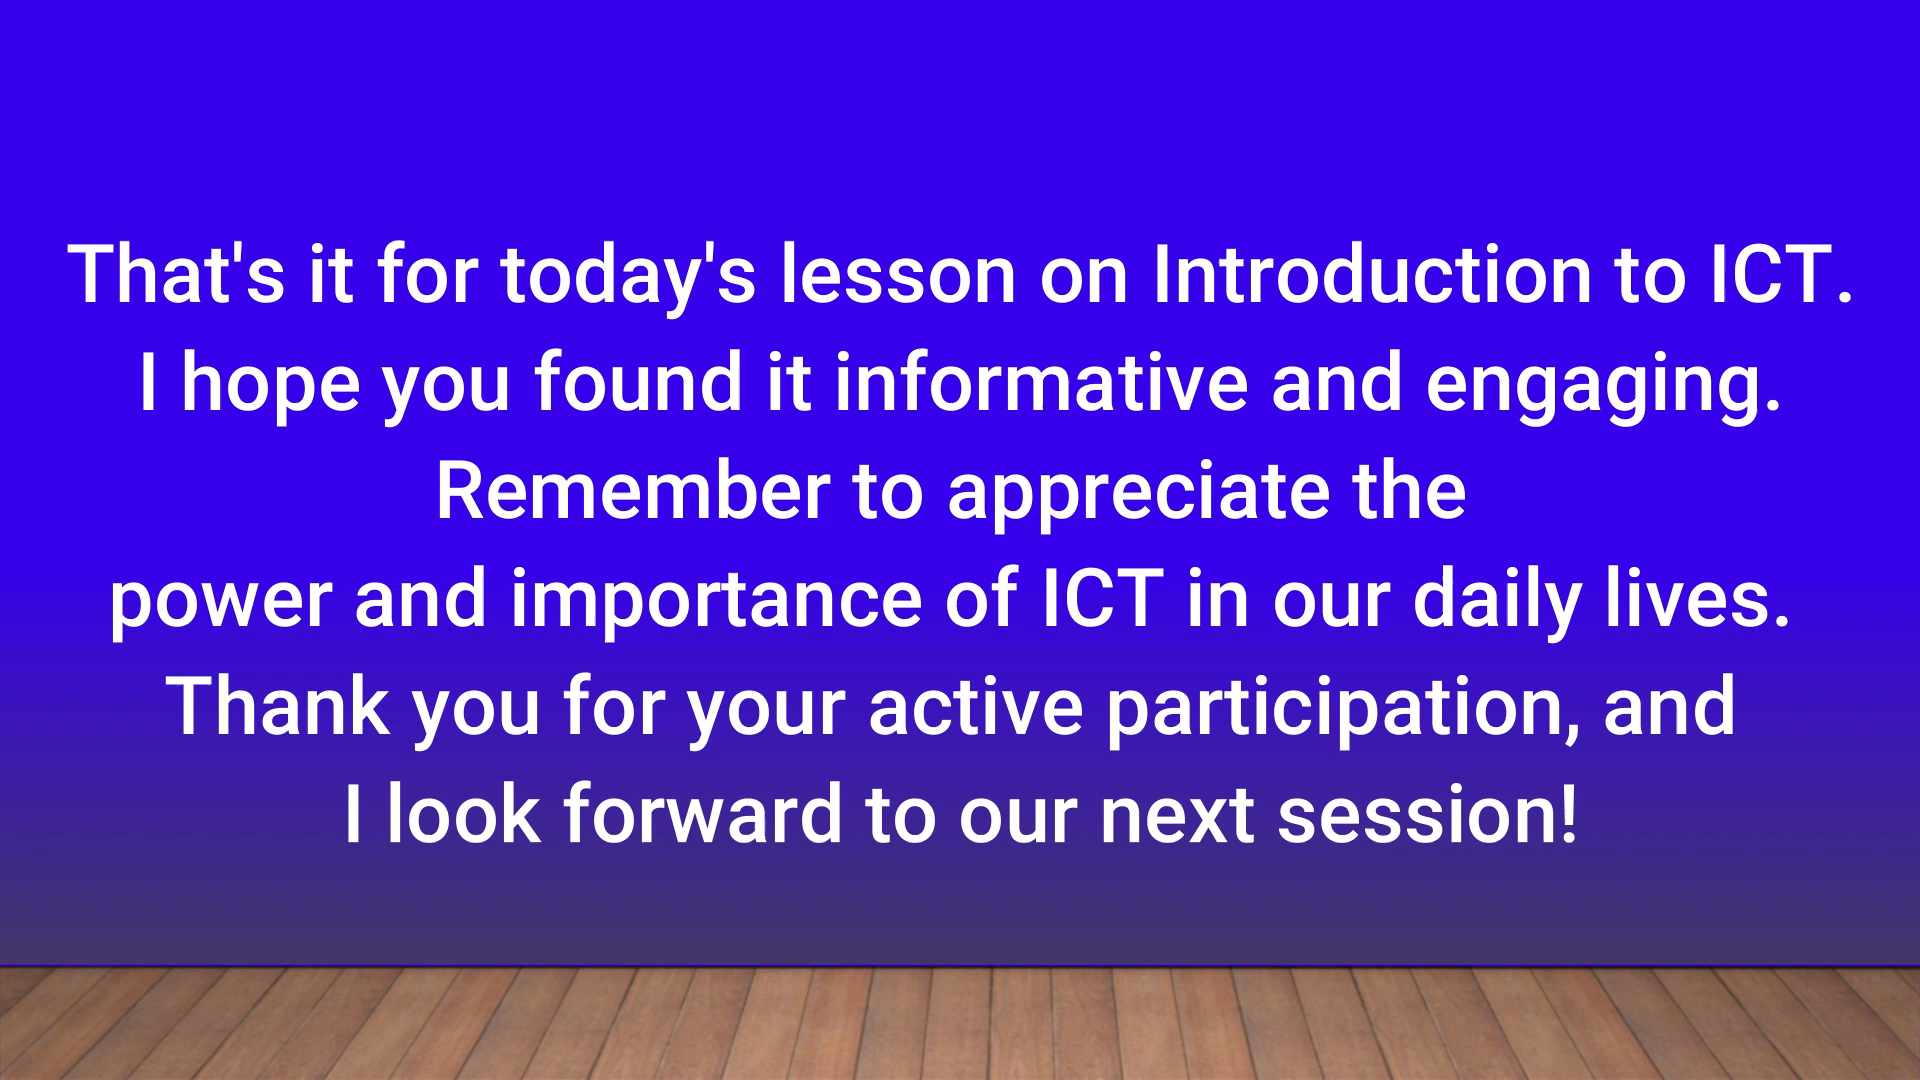 That's it for today's lesson on Introduction to ICT.
I hope you found it informative and engaging.
Remember to appreciate the
power and importance of ICT in our daily lives.
Thank you for your active participation, and
I look forward to our next session!